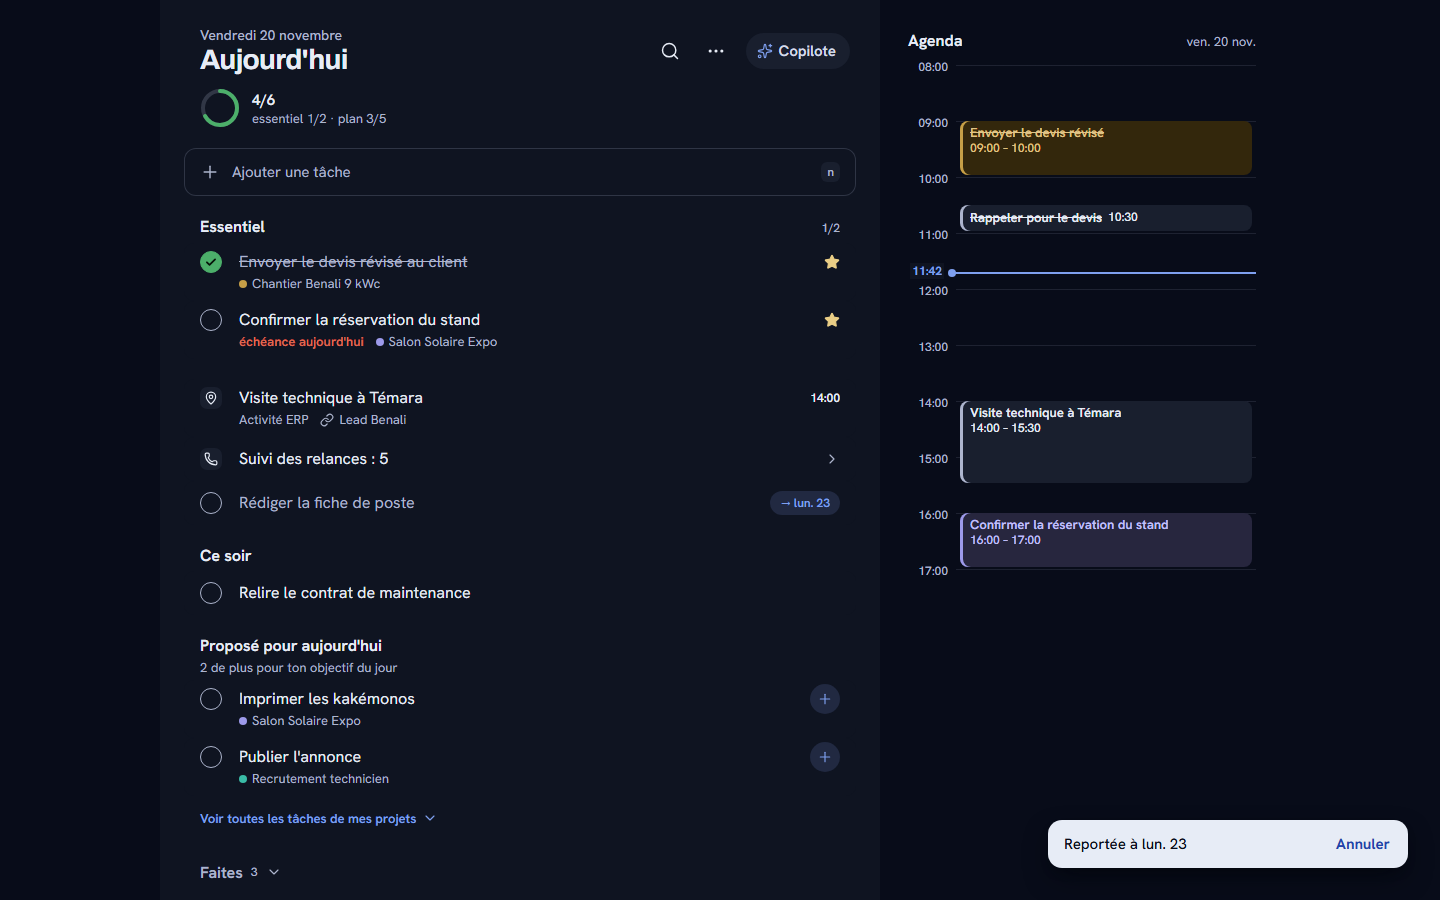 Vendredi 20 novembre
Aujourd'hui
Copilote
4/6
essentiel 1/2 · plan 3/5
Ajouter une tâche
n
Essentiel
1/2
Envoyer le devis révisé au client
Chantier Benali 9 kWc
Confirmer la réservation du stand
échéance aujourd'hui Salon Solaire Expo
Visite technique à Témara
14:00
Activité ERP Lead Benali
Suivi des relances : 5
Rédiger la fiche de poste
→ lun. 23
Ce soir
Relire le contrat de maintenance
Proposé pour aujourd'hui
2 de plus pour ton objectif du jour
Imprimer les kakémonos
Salon Solaire Expo
Publier l'annonce
Recrutement technicien
Voir toutes les tâches de mes projets
Faites 3
Agenda
ven. 20 nov.
08:00
09:00
Envoyer le devis révisé
09:00 – 10:00
10:00
Rappeler pour le devis 10:30
11:00
11:42
12:00
13:00
14:00
Visite technique à Témara
14:00 – 15:30
15:00
16:00
Confirmer la réservation du stand
16:00 – 17:00
17:00
Reportée à lun. 23
Annuler